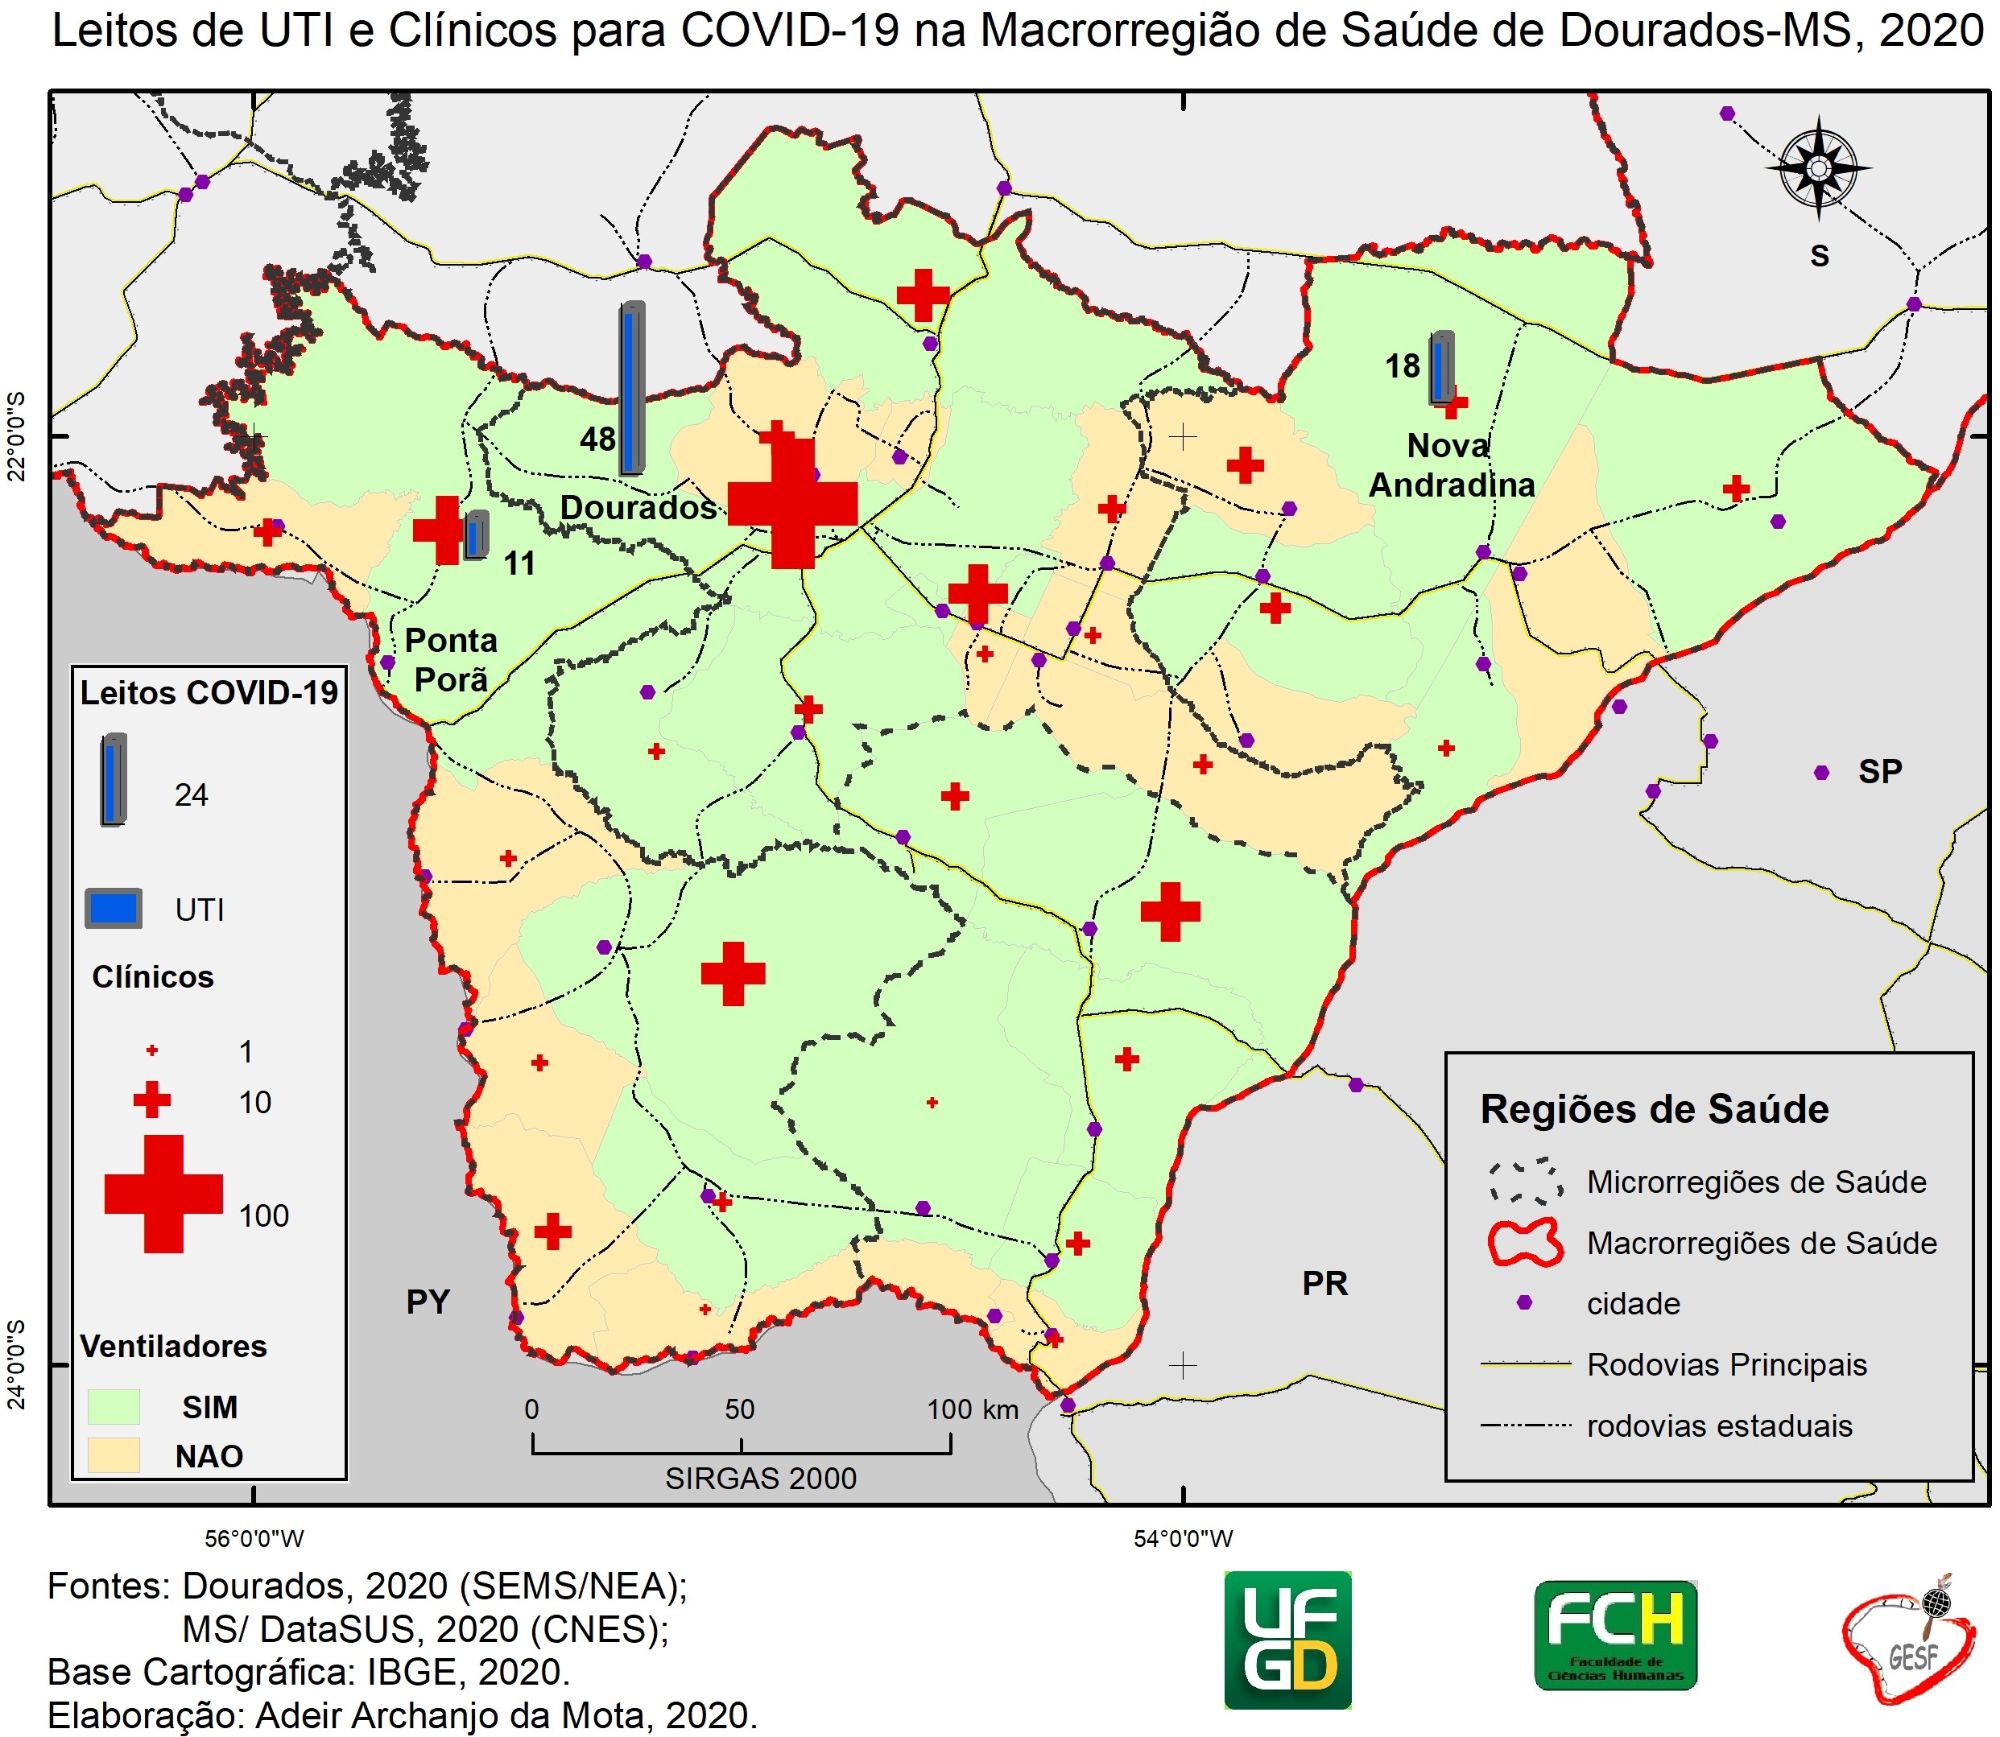 Leitos de UTI e Clínicos para COVID-19 na Macrorregião de Saúde de Dourados-MS, 2020
S
18
22°0'0"S
48
Nova
Andradina
Dourados
11
Ponta
Porã
Leitos COVID-19
24
UTI
Clínicos
1
10
100
Ventiladores
SIM
NAO
SP
PY
PR
Regiões de Saúde
Microrregiões de Saúde
Macrorregiões de Saúde
cidade
Rodovias Principais
rodovias estaduais
24°0'0"S
0 50 100 km
SIRGAS 2000
56°0'0"W
54°0'0"W
Fontes: Dourados, 2020 (SEMS/NEA);
MS/ DataSUS, 2020 (CNES);
Base Cartográfica: IBGE, 2020.
Elaboração: Adeir Archanjo da Mota, 2020.
UF
GD
FCH
Faculdade de
Ciências Humanas
GESF